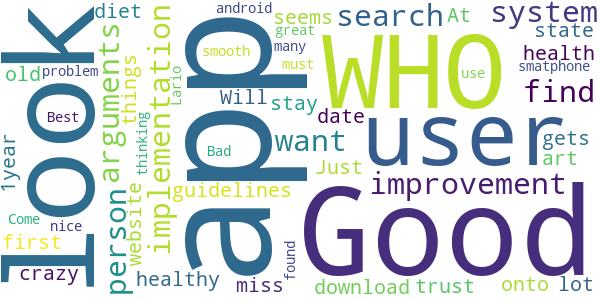 look
app
WHO
user
Good
arguments
implementation
person
search
system
find
want
improvement
diet
things
android
seems
At
state
great
many
smooth
must
health
smatphone
old
problem
Best
Lario
Will
stay
date
use
gets
art
Bad
thinking
Just
1year
guidelines
website
Come
nice
first
crazy
healthy
miss
found
download
trust
onto
lot